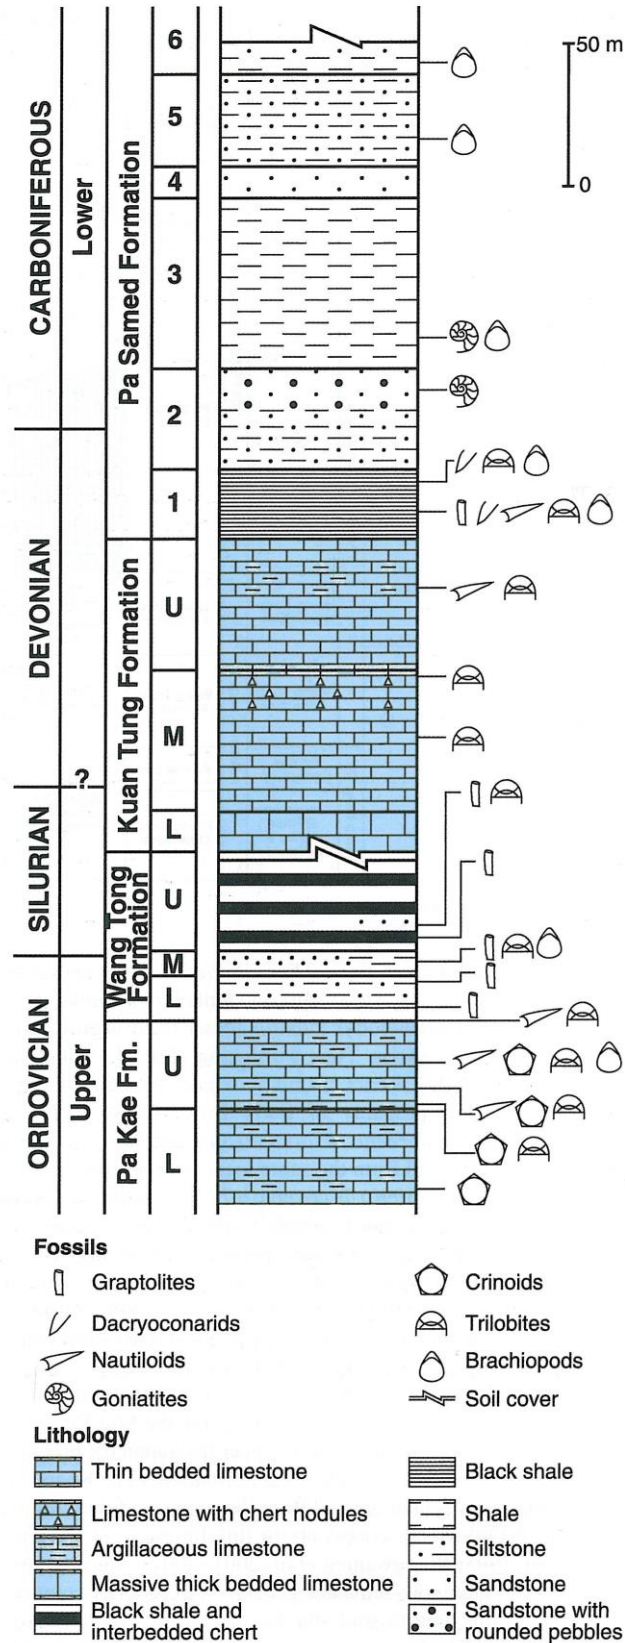 CARBONIFEROUS
DEVONIAN
SILURIAN
ORDOVICIAN
Lower
?
Upper
Pa Samed Formation
Kuan Tung Formation
Wang Tong
Formation
Pa Kae Fm.
6
5
4
3
2
1
U
M
L
U
M
L
U
L
50 m
0
Fossils
Graptolites
Crinoids
Dacryoconarids
Trilobites
Nautiloids
Brachiopods
Goniatites
Soil cover
Lithology
Thin bedded limestone
Black shale
Limestone with chert nodules
Shale
Argillaceous limestone
Siltstone
Massive thick bedded limestone
Sandstone
Black shale and
interbedded chert
Sandstone with
rounded pebbles